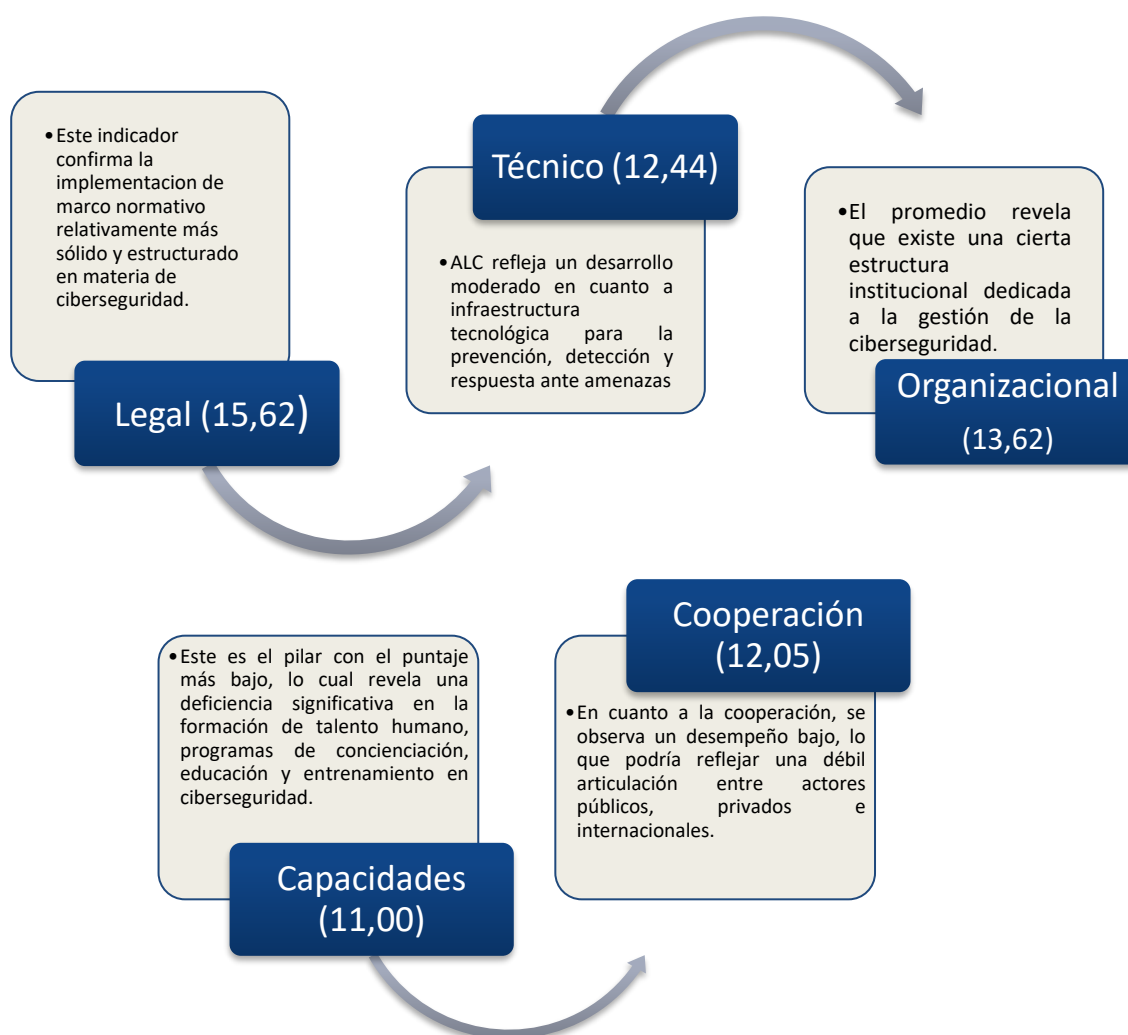 •Este indicador
confirma la
implementacion de
marco normativo
relativamente más
sólido y estructurado
en materia de
ciberseguridad.
Legal (15,62)
Técnico (12,44)
•ALC refleja un desarrollo
moderado en cuanto a
infraestructura
tecnológica para la
prevención, detección y
respuesta ante amenazas
•El promedio revela
que existe una cierta
estructura
institucional dedicada
a la gestión de la
ciberseguridad.
Organizacional
(13,62)
•Este es el pilar con el puntaje
más bajo, lo cual revela una
deficiencia significativa en la
formación de talento humano,
programas de concienciación,
educación y entrenamiento en
ciberseguridad.
Capacidades
(11,00)
Cooperación
(12,05)
•En cuanto a la cooperación, se
observa un desempeño bajo, lo
que podría reflejar una débil
articulación entre actores
públicos, privados e
internacionales.